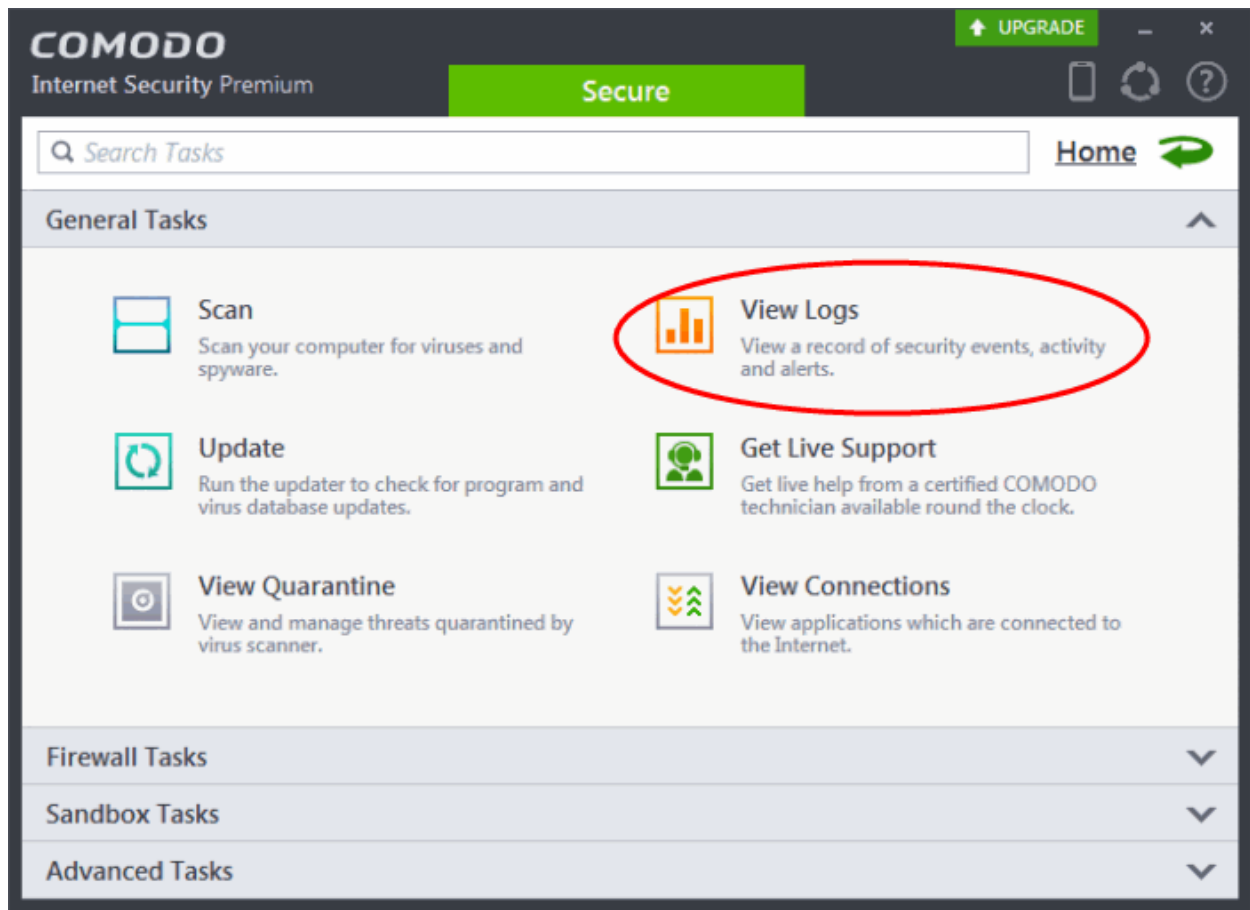 COMODO
Internet Security Premium
UPGRADE
Secure
Search Tasks
Home
General Tasks
Scan
Scan your computer for viruses and
spyware.
View Logs
View a record of security events, activity
and alerts.
Update
Run the updater to check for program and
virus database updates.
Get Live Support
Get live help from a certified COMODO
technician available round the clock.
View Quarantine
View and manage threats quarantined by
virus scanner.
View Connections
View applications which are connected to
the Internet.
Firewall Tasks
Sandbox Tasks
Advanced Tasks